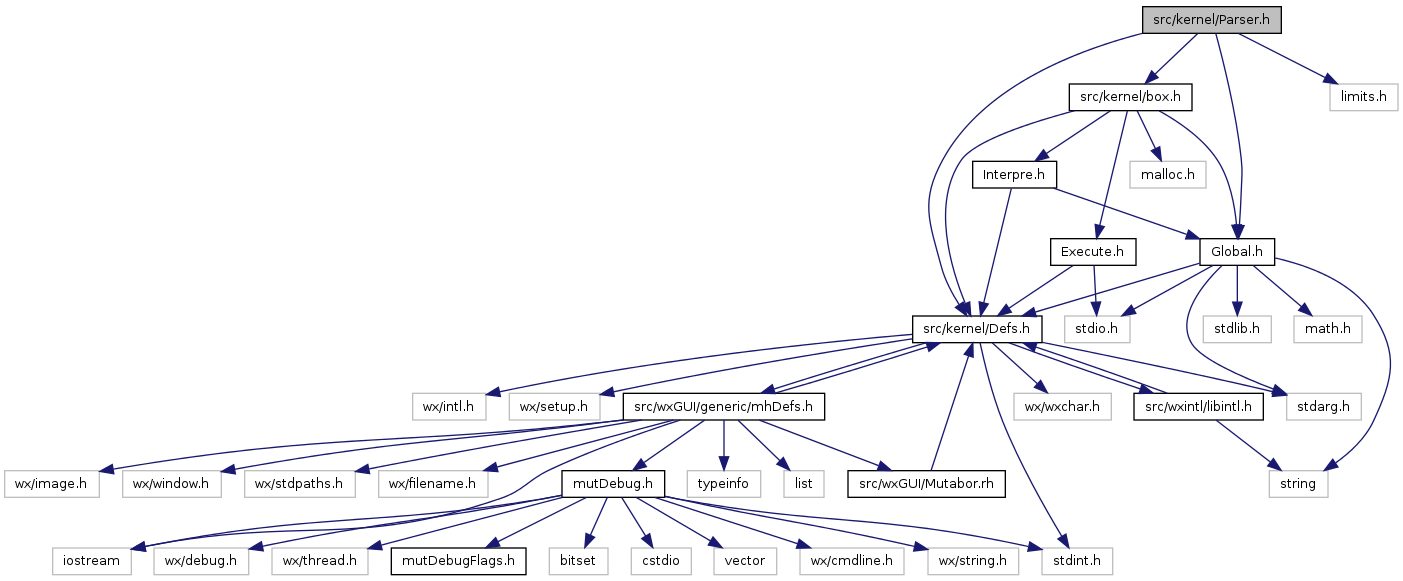 src/kernel/Parser.h
src/kernel/box.h
limits.h
Interpre.h
malloc.h
Execute.h
Global.h
src/kernel/Defs.h
stdio.h
stdlib.h
math.h
wx/intl.h
wx/setup.h
src/wxGUI/generic/mhDefs.h
wx/wxchar.h
src/wxintl/libintl.h
stdarg.h
wx/image.h
wx/window.h
wx/stdpaths.h
wx/filename.h
mutDebug.h
typeinfo
list
src/wxGUI/Mutabor.rh
string
iostream
wx/debug.h
wx/thread.h
mutDebugFlags.h
bitset
cstdio
vector
wx/cmdline.h
wx/string.h
stdint.h